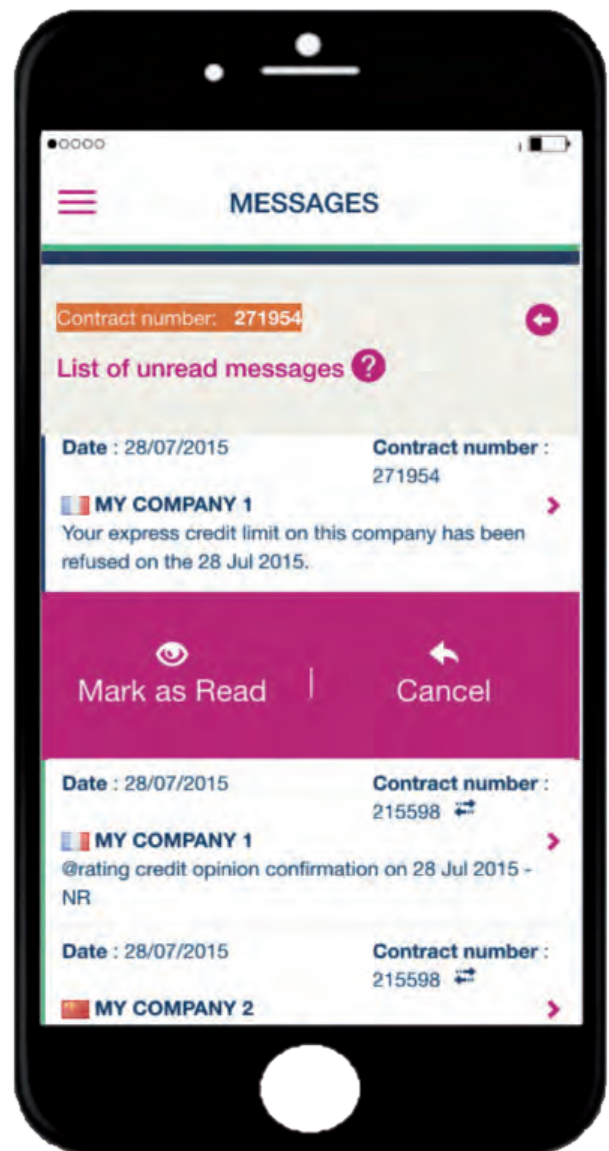 MESSAGES
Contract number: 271954
List of unread messages ?
Date : 28/07/2015 Contract number :
271954
MY COMPANY 1
Your express credit limit on this company has been
refused on the 28 Jul 2015.
Mark as Read | Cancel
Date : 28/07/2015 Contract number :
215598
MY COMPANY 1
@rating credit opinion confirmation on 28 Jul 2015 -
NR
Date : 28/07/2015 Contract number :
215598
MY COMPANY 2